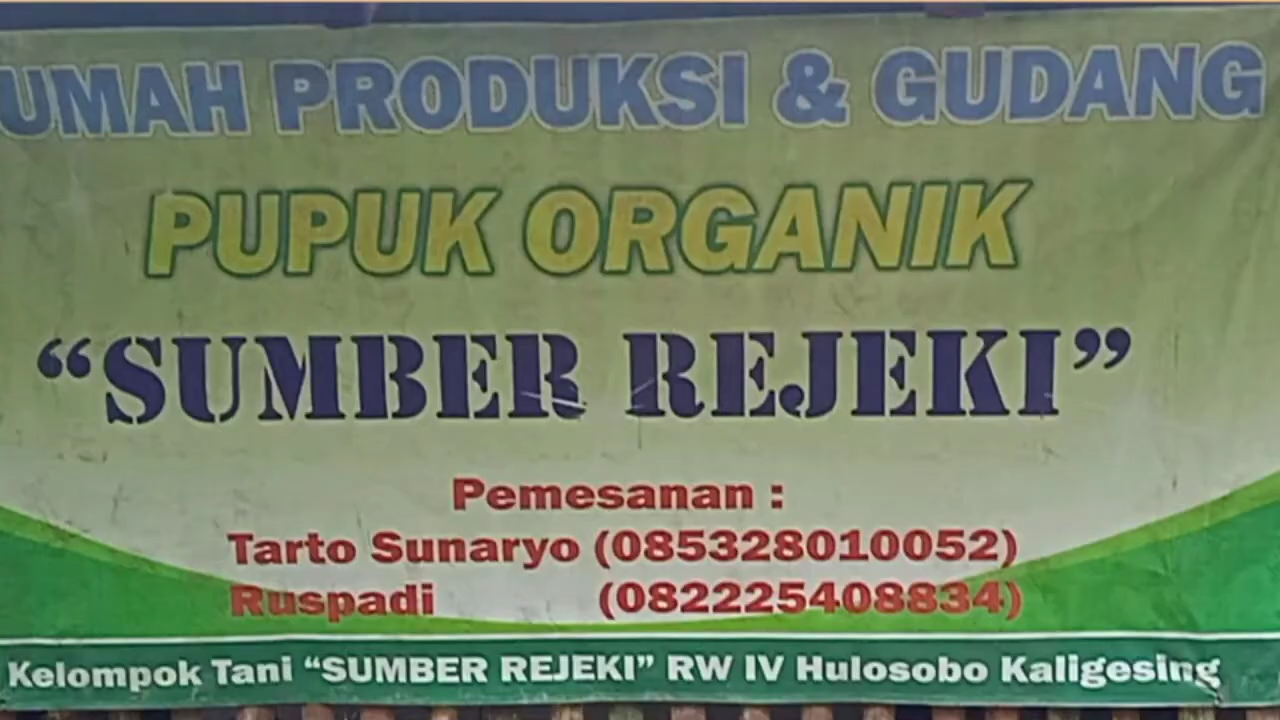 UMAH PRODUKSI & GUDANG
PUPUK ORGANIK
“SUMBER REJEKI”
Pemesanan :
Tarto Sunaryo (085328010052)
Ruspadi (082225408834)
Kelompok Tani “SUMBER REJEKI” RW IV Hulosobo Kaligesing